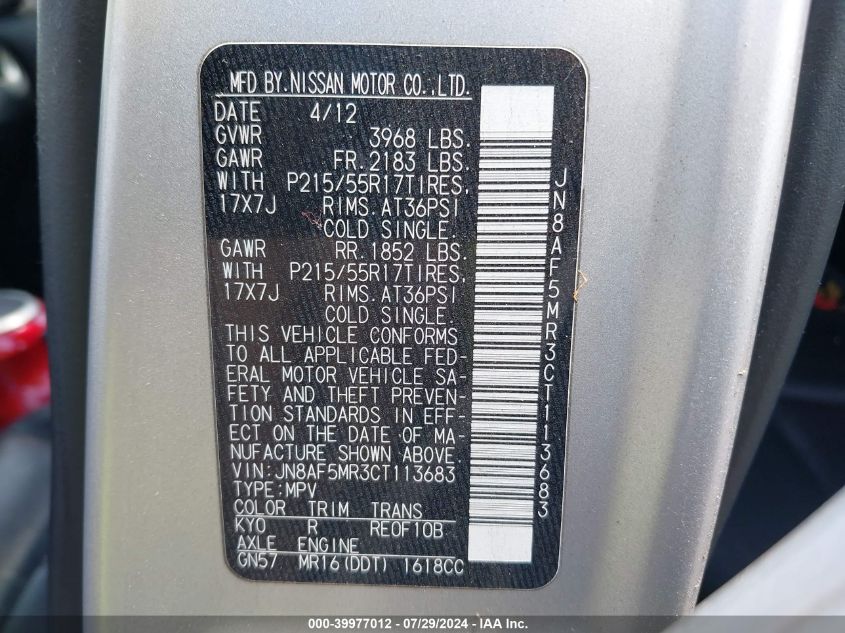 MFD BY.NISSAN MOTOR CO.,LTD.
DATE 4/12
GVWR 3968 LBS.
GAWR FR.2183 LBS.
WITH P215/55R17TIRES,
17X7J RIMS.AT36PSI
COLD SINGLE.
GAWR RR.1852 LBS.
WITH P215/55R17TIRES,
17X7J RIMS.AT36PSI
COLD SINGLE.
THIS VEHICLE CONFORMS
TO ALL APPLICABLE FED-
ERAL MOTOR VEHICLE SA-
FETY AND THEFT PREVEN-
TION STANDARDS IN EFF-
ECT ON THE DATE OF MA-
NUFACTURE SHOWN ABOVE.
VIN:JN8AF5MR3CT113683
TYPE:MPV
COLOR TRIM TRANS
KY0 R RE0F10B
AXLE ENGINE
GN57 MR16(DDT) 1618CC
JN8AF5MR3CT113683
000-39977012 - 07/29/2024 - IAAI.com